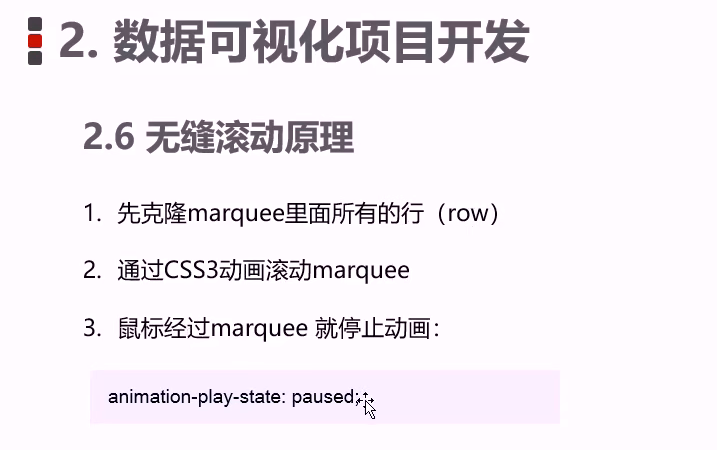 2. 数据可视化项目开发
2.6 无缝滚动原理
1. 先克隆marquee里面所有的行（row）
2. 通过CSS3动画滚动marquee
3. 鼠标经过marquee 就停止动画：
animation-play-state: paused;